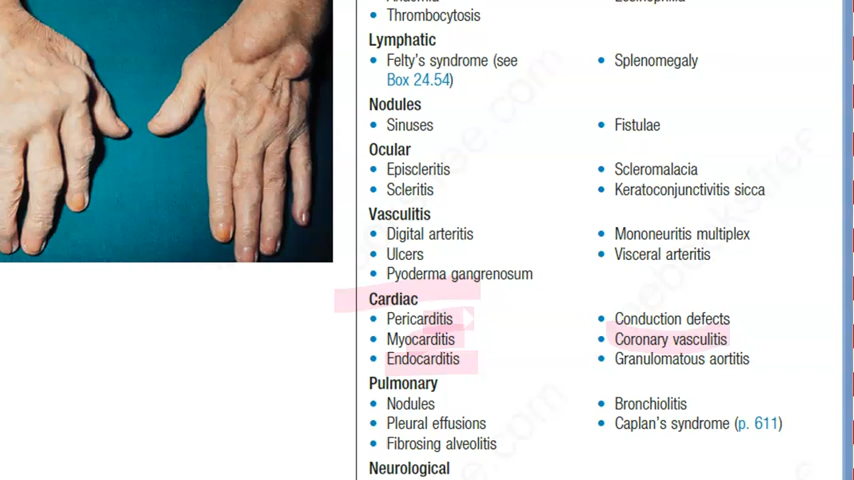 Thrombocytosis
Lymphatic
Felty's syndrome (see Box 24.54)
Splenomegaly
Nodules
Sinuses
Fistulae
Ocular
Episcleritis
Scleromalacia
Scleritis
Keratoconjunctivitis sicca
Vasculitis
Digital arteritis
Mononeuritis multiplex
Ulcers
Visceral arteritis
Pyoderma gangrenosum
Cardiac
Pericarditis
Conduction defects
Myocarditis
Coronary vasculitis
Endocarditis
Granulomatous aortitis
Pulmonary
Nodules
Bronchiolitis
Pleural effusions
Caplan's syndrome (p. 611)
Fibrosing alveolitis
Neurological